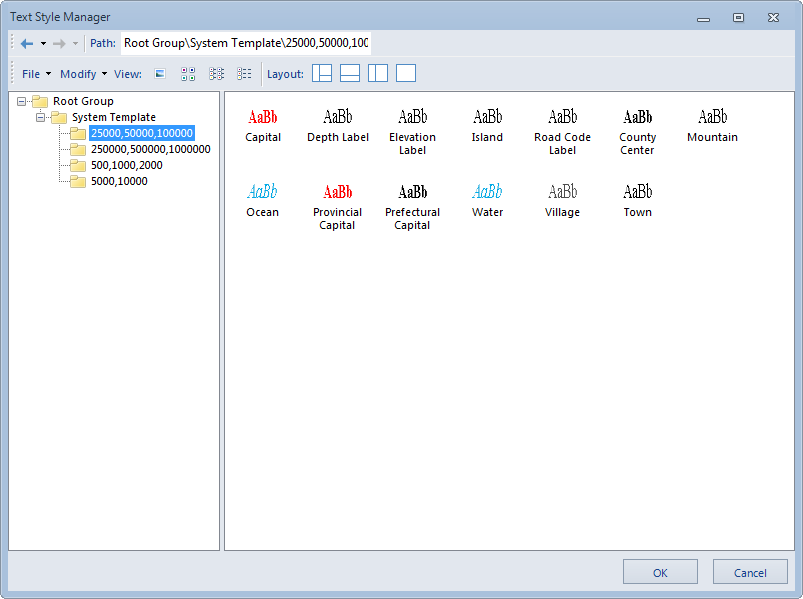 Text Style Manager
Path: Root Group\System Template\25000,50000,100
File Modify View: Layout:
Root Group
System Template
25000,50000,100000
250000,500000,1000000
500,1000,2000
5000,10000
AaBb AaBb AaBb AaBb AaBb AaBb AaBb
Capital Depth Label Elevation Island Road Code County Mountain
Label Label Center
AaBb AaBb AaBb AaBb AaBb AaBb
Ocean Provincial Prefectural Water Village Town
Capital Capital
OK Cancel